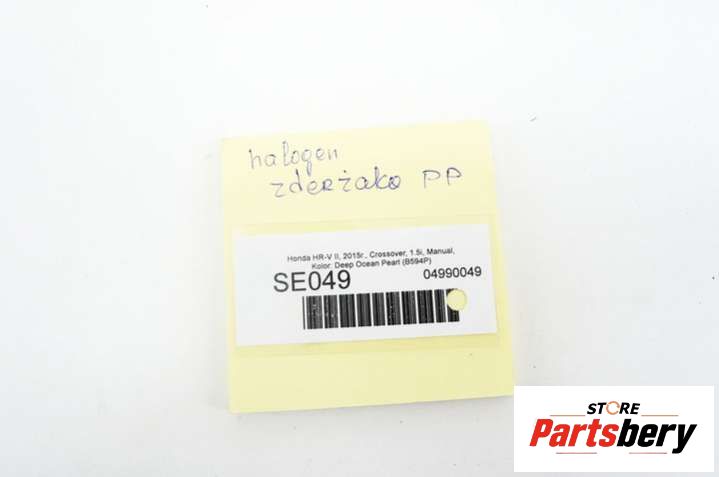 halogen
zderżako PP
Honda HR-V II, 2015r., Crossover, 1.5i, Manual,
Kolor: Deep Ocean Pearl (B594P)
SE049 04990049
STORE
Partsbery